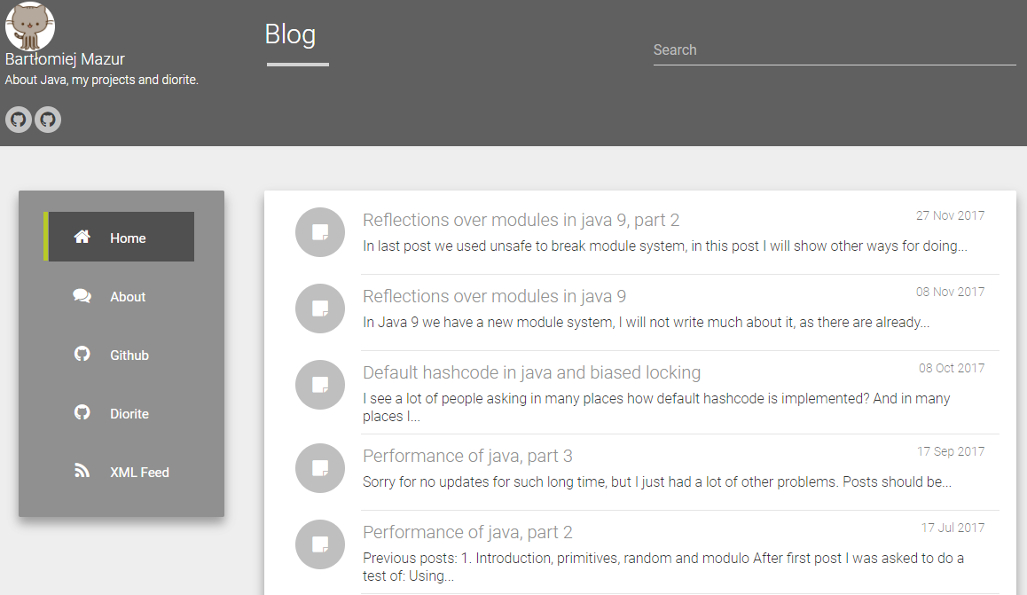 Bartłomiej Mazur
About Java, my projects and diorite.
Blog
Search
Home
About
Github
Diorite
XML Feed
Reflections over modules in java 9, part 2
27 Nov 2017
In last post we used unsafe to break module system, in this post I will show other ways for doing...
Reflections over modules in java 9
08 Nov 2017
In Java 9 we have a new module system, I will not write much about it, as there are already...
Default hashcode in java and biased locking
08 Oct 2017
I see a lot of people asking in many places how default hashcode is implemented? And in many
places I...
Performance of java, part 3
17 Sep 2017
Sorry for no updates for such long time, but I just had a lot of other problems. Posts should be...
Performance of java, part 2
17 Jul 2017
Previous posts: 1. Introduction, primitives, random and modulo After first post I was asked to do a
test of: Using...